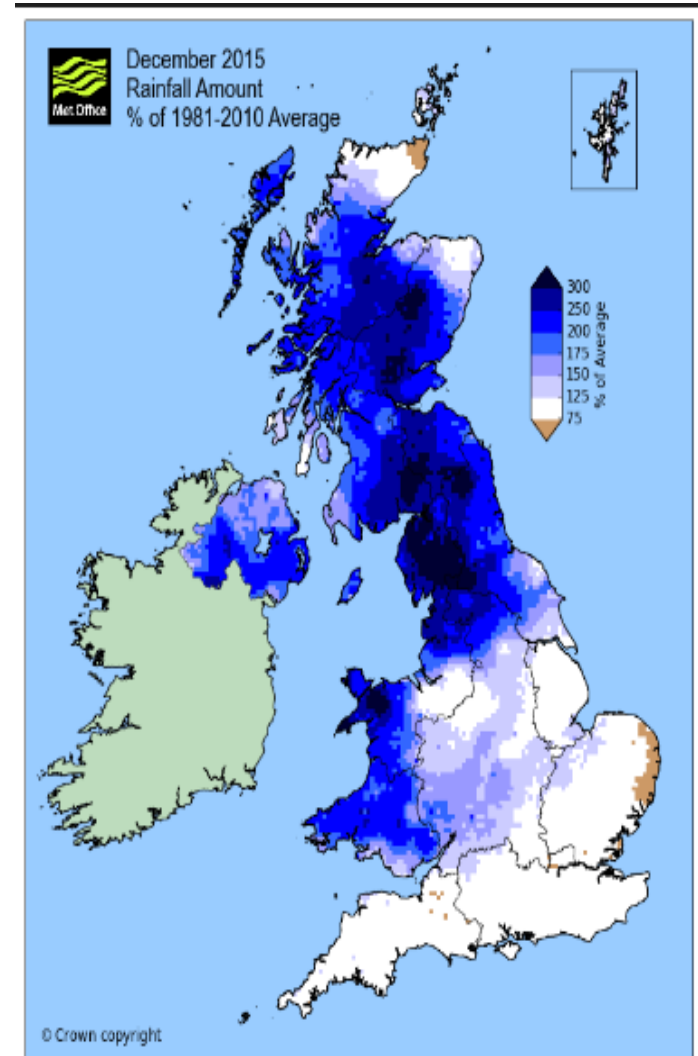 December 2015
Rainfall Amount
% of 1981-2010 Average
Met Office
300
250
200
175
150
125
75
% of Average
© Crown copyright